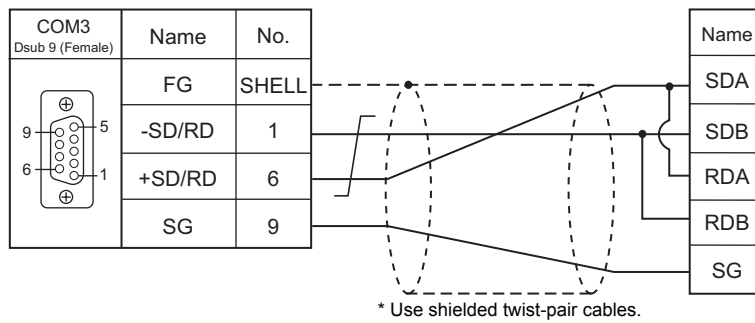 COM3
Dsub 9 (Female)
Name
No.
Name
FG
SHELL
SDA
9
5
-SD/RD
1
SDB
6
1
+SD/RD
6
RDA
RDB
SG
9
SG
* Use shielded twist-pair cables.